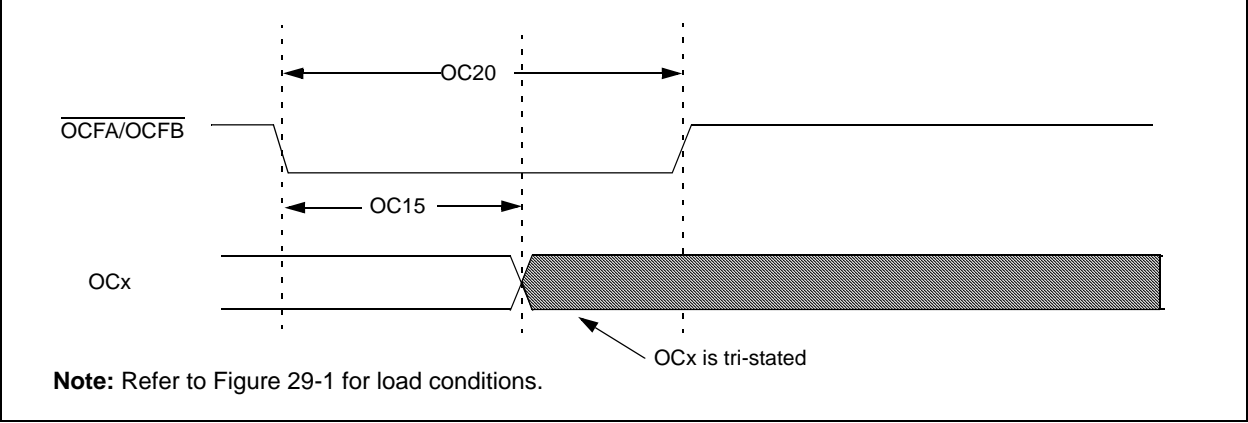 OC20
OCFA/OCFB
OC15
OCx
OCx is tri-stated
Note: Refer to Figure 29-1 for load conditions.